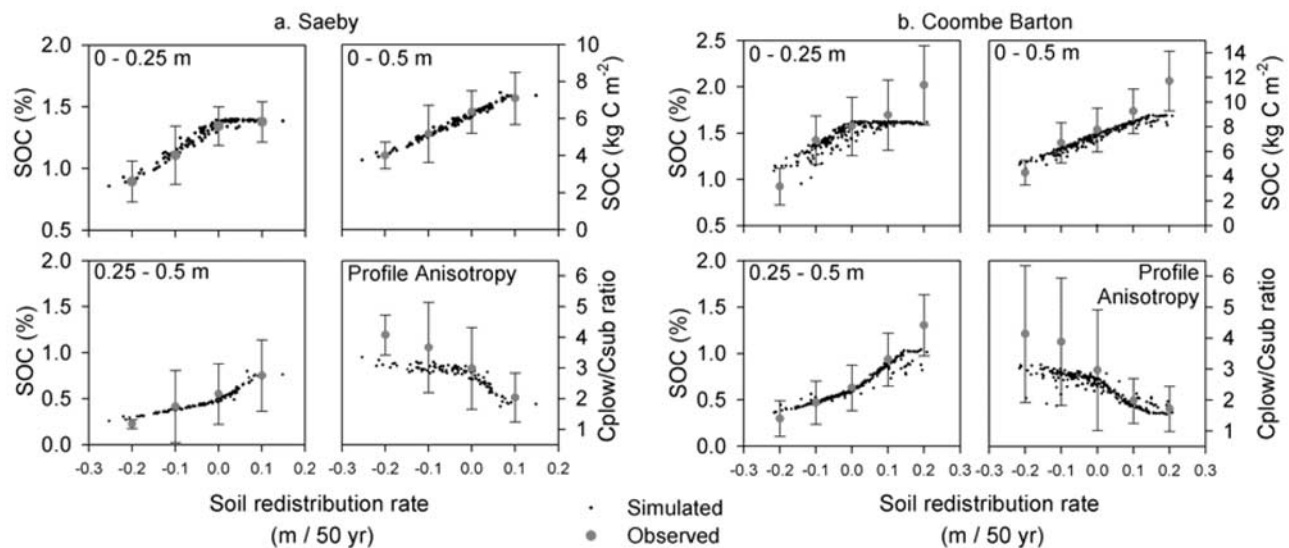 a. Saeby
b. Coombe Barton
0 - 0.25 m
0 - 0.5 m
0 - 0.25 m
0 - 0.5 m
SOC (%)
2.0
1.5
1.0
0.5
10
8
6
4
2
0
SOC (kg C m-2)
SOC (%)
2.5
2.0
1.5
1.0
0.5
14
12
10
8
6
4
2
0
SOC (kg C m-2)
0.25 - 0.5 m
Profile Anisotropy
0.25 - 0.5 m
Profile
Anisotropy
SOC (%)
2.0
1.5
1.0
0.5
0.0
6
5
4
3
2
1
Cplow/Csub ratio
SOC (%)
2.0
1.5
1.0
0.5
0.0
6
5
4
3
2
1
Cplow/Csub ratio
-0.3 -0.2 -0.1 0.0 0.1 0.2
-0.3 -0.2 -0.1 0.0 0.1 0.2
-0.3 -0.2 -0.1 0.0 0.1 0.2 0.3
-0.3 -0.2 -0.1 0.0 0.1 0.2 0.3
Soil redistribution rate
(m / 50 yr)
Simulated
Observed
Soil redistribution rate
(m / 50 yr)